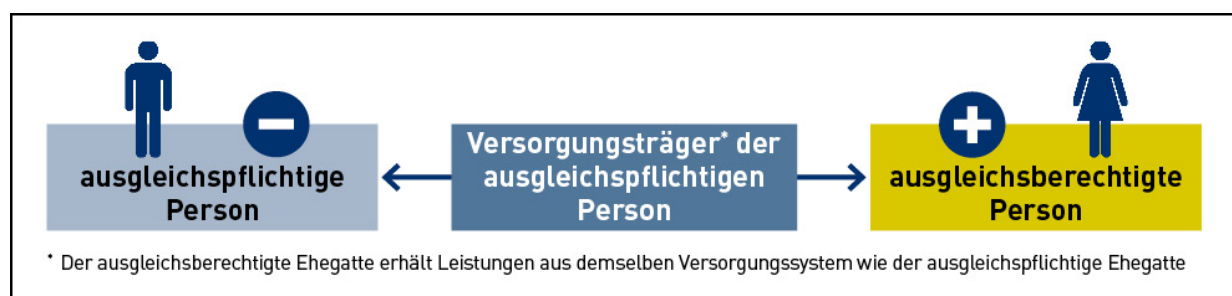 ausgleichspflichtige
Person
Versorgungsträger* der
ausgleichspflichtigen
Person
ausgleichsberechtigte
Person
* Der ausgleichsberechtigte Ehegatte erhält Leistungen aus demselben Versorgungssystem wie der ausgleichspflichtige Ehegatte